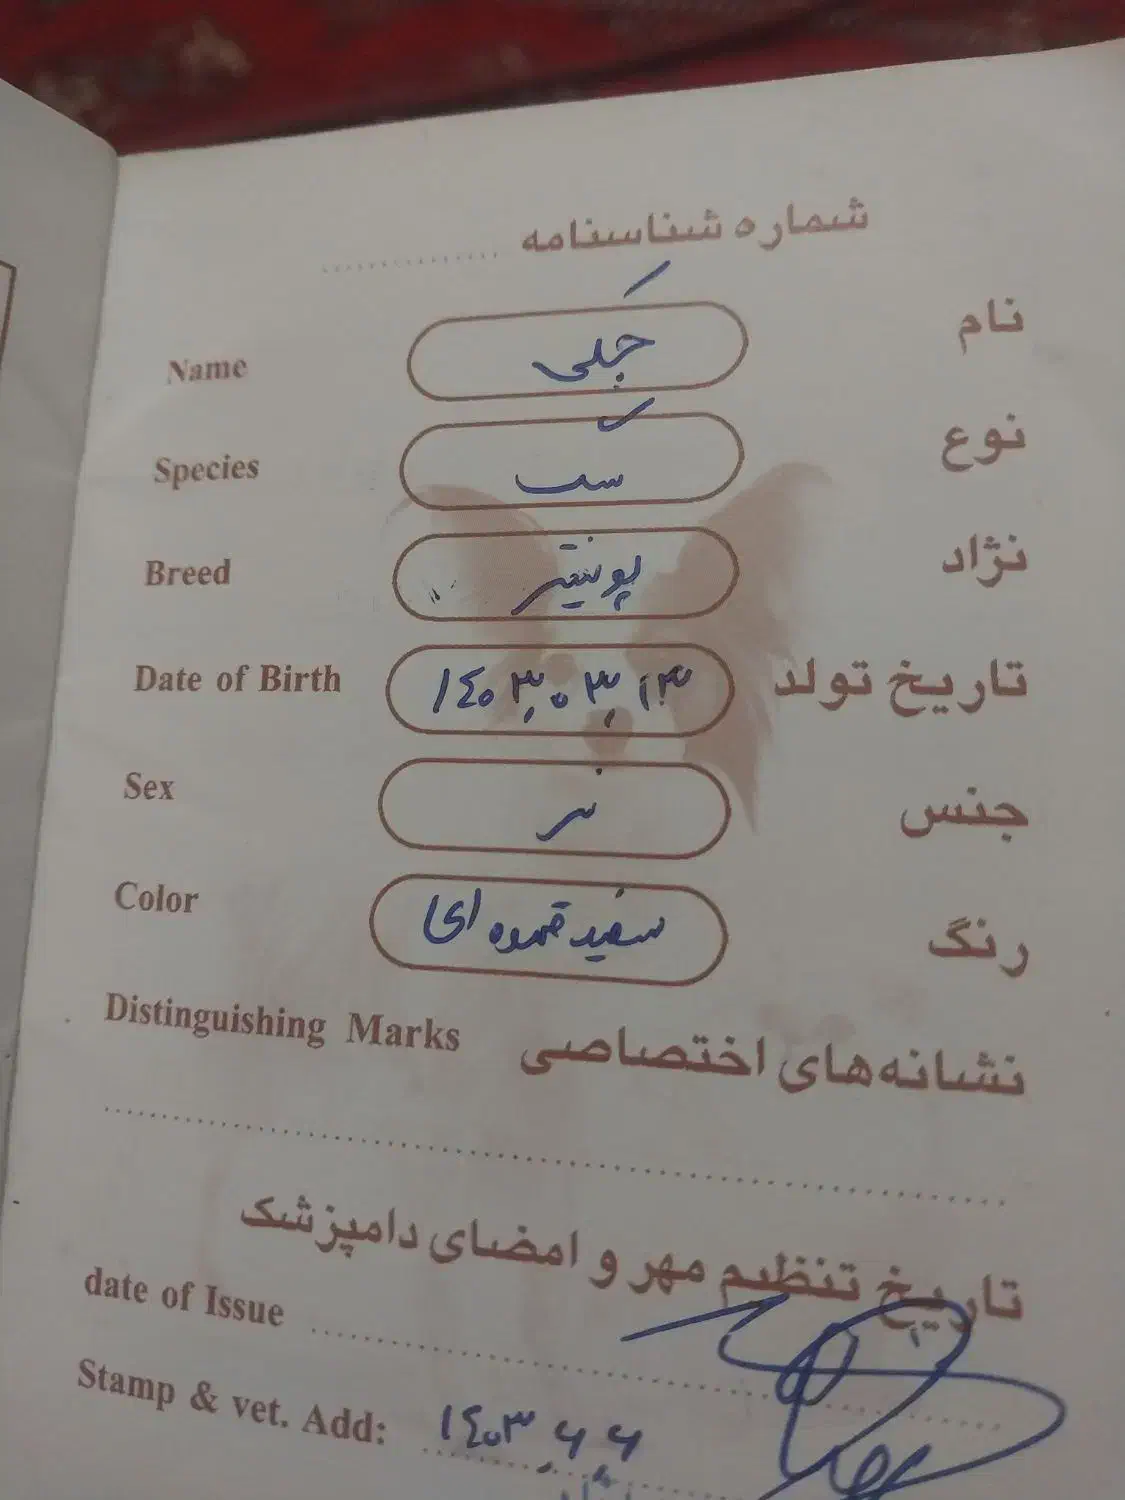 شماره شناسنامه
نام جکی Name
نوع سگ Species
نژاد پوینتر Breed
تاریخ تولد ۱۴۰۳,۰۳,۱۳ Date of Birth
جنس نر Sex
رنگ سفید قهوه ای Color
نشانه‌های اختصاصی Distinguishing Marks
تاریخ تنظیم مهر و امضای دامپزشک
date of Issue
Stamp & vet. Add: ۱۴۰۳,۶,۶